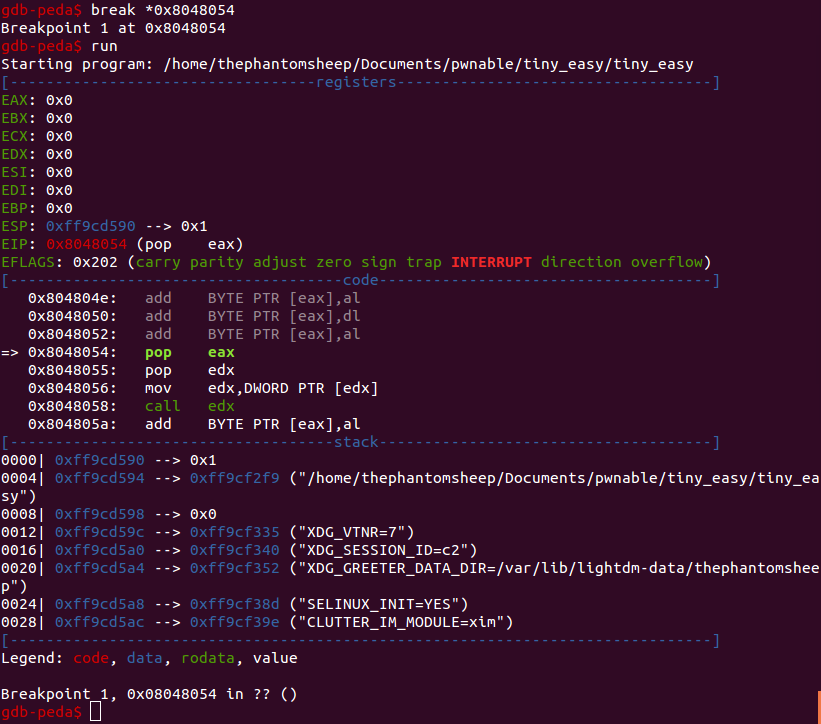 gdb-peda$ break *0x8048054
Breakpoint 1 at 0x8048054
gdb-peda$ run
Starting program: /home/thephantomsheep/Documents/pwnable/tiny_easy/tiny_easy
[----------------------------------registers-----------------------------------]
EAX: 0x0
EBX: 0x0
ECX: 0x0
EDX: 0x0
ESI: 0x0
EDI: 0x0
EBP: 0x0
ESP: 0xff9cd590 --> 0x1
EIP: 0x8048054 (pop    eax)
EFLAGS: 0x202 (carry parity adjust zero sign trap INTERRUPT direction overflow)
[-------------------------------------code-------------------------------------]
   0x804804e:	add    BYTE PTR [eax],al
   0x8048050:	add    BYTE PTR [eax],dl
   0x8048052:	add    BYTE PTR [eax],al
=> 0x8048054:	pop    eax
   0x8048055:	pop    edx
   0x8048056:	mov    edx,DWORD PTR [edx]
   0x8048058:	call   edx
   0x804805a:	add    BYTE PTR [eax],al
[------------------------------------stack-------------------------------------]
0000| 0xff9cd590 --> 0x1
0004| 0xff9cd594 --> 0xff9cf2f9 ("/home/thephantomsheep/Documents/pwnable/tiny_easy/tiny_ea
sy")
0008| 0xff9cd598 --> 0x0
0012| 0xff9cd59c --> 0xff9cf335 ("XDG_VTNR=7")
0016| 0xff9cd5a0 --> 0xff9cf340 ("XDG_SESSION_ID=c2")
0020| 0xff9cd5a4 --> 0xff9cf352 ("XDG_GREETER_DATA_DIR=/var/lib/lightdm-data/thephantomshee
p")
0024| 0xff9cd5a8 --> 0xff9cf38d ("SELINUX_INIT=YES")
0028| 0xff9cd5ac --> 0xff9cf39e ("CLUTTER_IM_MODULE=xim")
[------------------------------------------------------------------------------]
Legend: code, data, rodata, value

Breakpoint 1, 0x08048054 in ?? ()
gdb-peda$